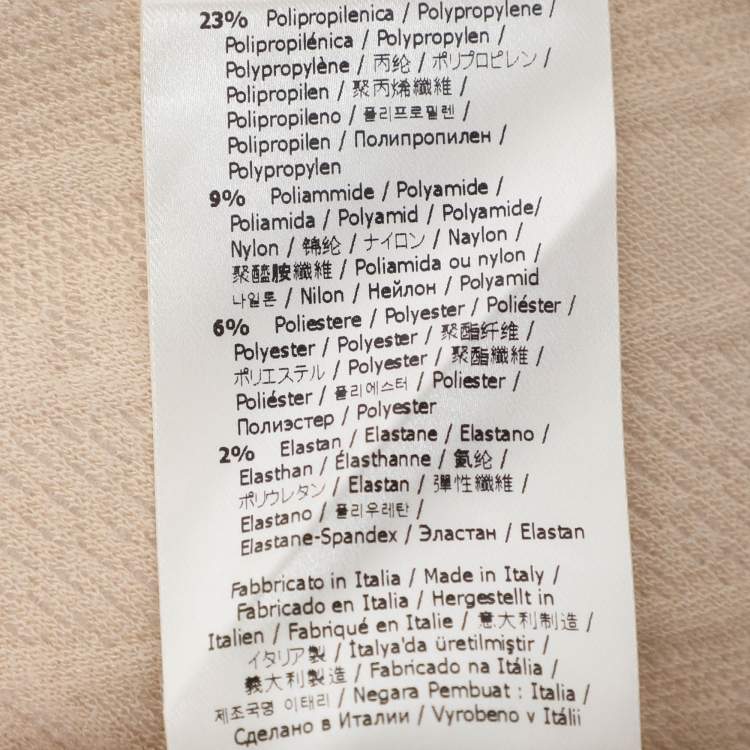 23% Polipropilenica / Polypropylene /
Polipropilénica / Polypropylen /
Polypropylène / 丙纶 / ポリプロピレン /
Polipropilen / 聚丙烯纖維 /
Polipropileno / 폴리프로필렌 /
Polipropilen / Полипропилен /
Polypropylen
9% Poliammide / Polyamide /
Poliamida / Polyamid / Polyamide/
Nylon / 锦纶 / ナイロン / Naylon /
聚醯胺纖維 / Poliamida ou nylon /
나일론 / Nilon / Нейлон / Polyamid
6% Poliestere / Polyester / Poliéster /
Polyester / Polyester / 聚酯纤维 /
ポリエステル / Polyester / 聚酯纖維 /
Poliéster / 폴리에스터 / Poliester /
Полиэстер / Polyester
2% Elastan / Elastane / Elastano /
Elasthan / Élasthanne / 氨纶 /
ポリウレタン / Elastan / 彈性纖維 /
Elastano / 폴리우레탄 /
Elastane-Spandex / Эластан / Elastan
Fabbricato in Italia / Made in Italy /
Fabricado en Italia / Hergestellt in
Italien / Fabriqué en Italie / 意大利制造 /
イタリア製 / İtalya'da üretilmiştir /
義大利製造 / Fabricado na Itália /
제조국명 이태리 / Negara Pembuat : Italia /
Сделано в Италии / Vyrobeno v Itálii